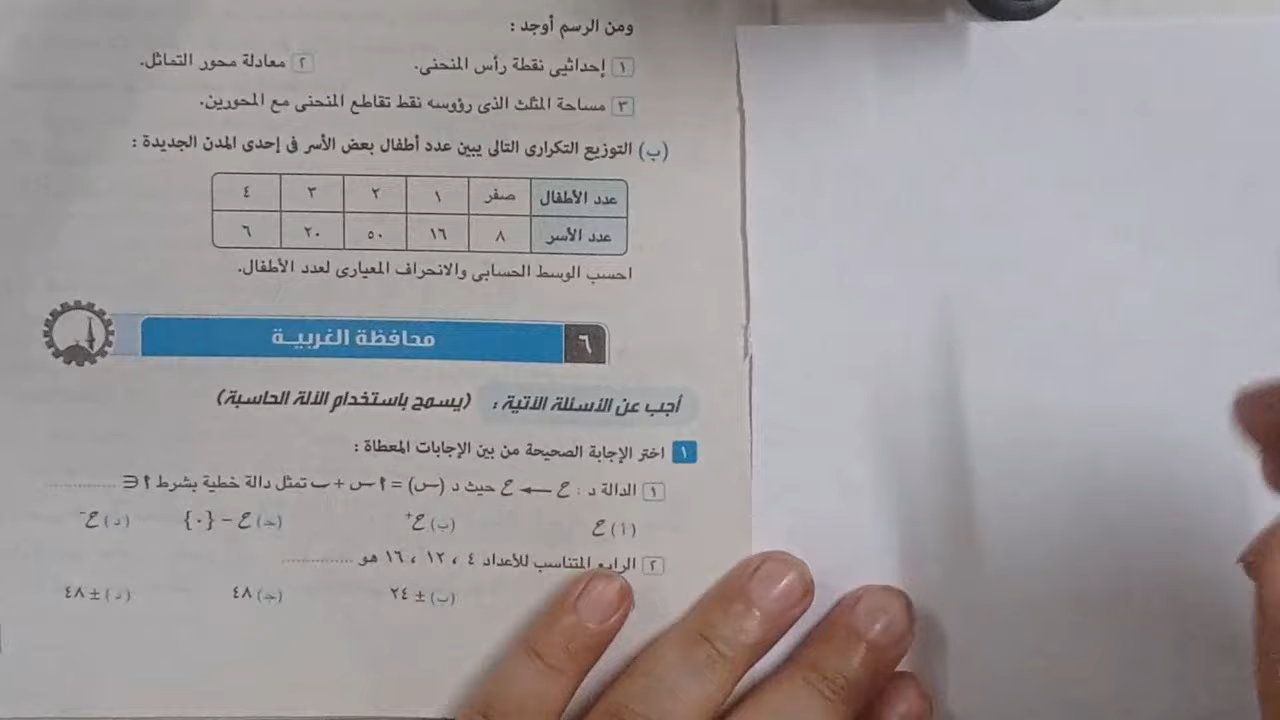 ومن الرسم أوجد :
١ إحداثيى نقطة رأس المنحنى. ٢ معادلة محور التماثل.
٣ مساحة المثلث الذى رؤوسه نقط تقاطع المنحنى مع المحورين.
(ب) التوزيع التكرارى التالى يبين عدد أطفال بعض الأسر فى إحدى المدن الجديدة :
عدد الأطفال صفر ١ ٢ ٣ ٤
عدد الأسر ٨ ١٦ ٥٠ ٢٠ ٦
احسب الوسط الحسابى والانحراف المعيارى لعدد الأطفال.
٦ محافظة الغربية
أجب عن الأسئلة الآتية : (يسمح باستخدام الآلة الحاسبة)
١ اختر الإجابة الصحيحة من بين الإجابات المعطاة :
١ الدالة د : ع ← ع حيث د (س) = ٢ س + ب تمثل دالة خطية بشرط ٢ ∈ ...............
(أ) ع (ب) ع+ (جـ) ع - {٠} (د) ع-
٢ الرابع المتناسب للأعداد ٤ ، ١٢ ، ١٦ هو ...............
(ب) ± ٢٤ (جـ) ٤٨ (د) ± ٤٨